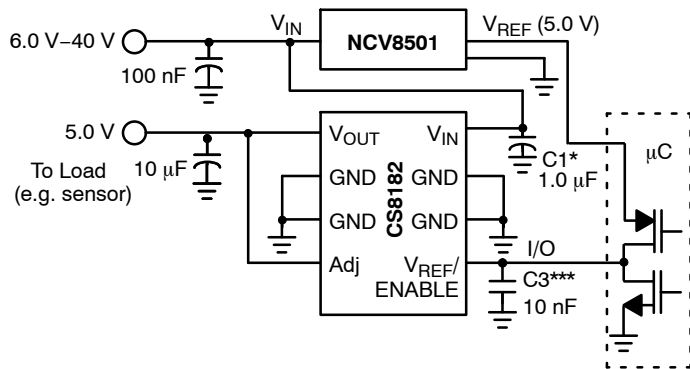 6.0 V–40 V
V_IN
NCV8501
V_REF (5.0 V)
100 nF
5.0 V
To Load
(e.g. sensor)
10 μF
V_OUT
V_IN
GND
GND
GND
GND
Adj
V_REF/
ENABLE
CS8182
C1*
1.0 μF
I/O
C3***
10 nF
μC